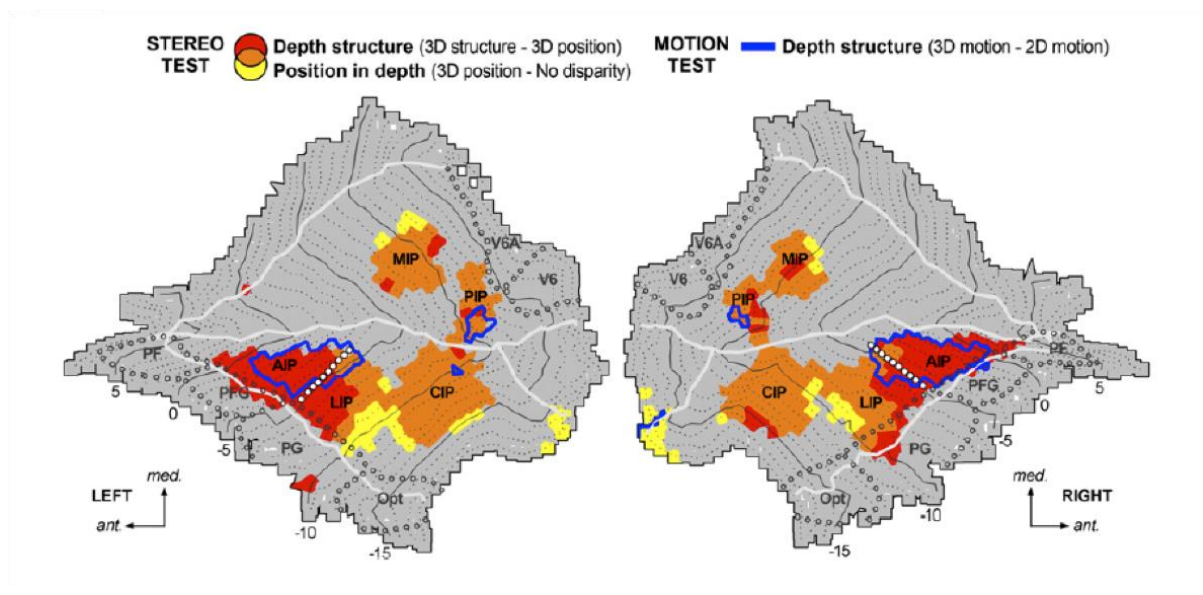 STEREO TEST
Depth structure (3D structure - 3D position)
Position in depth (3D position - No disparity)
MOTION TEST
Depth structure (3D motion - 2D motion)
V6A
MIP
V6
PIP
PF
AIP
5
PFG
LIP
CIP
0
-5
PG
med.
LEFT
Opt
ant.
-10
-15
V6A
MIP
V6
PIP
AIP
PF
PFG
5
CIP
LIP
0
-5
PG
med.
Opt
RIGHT
-10
ant.
-15